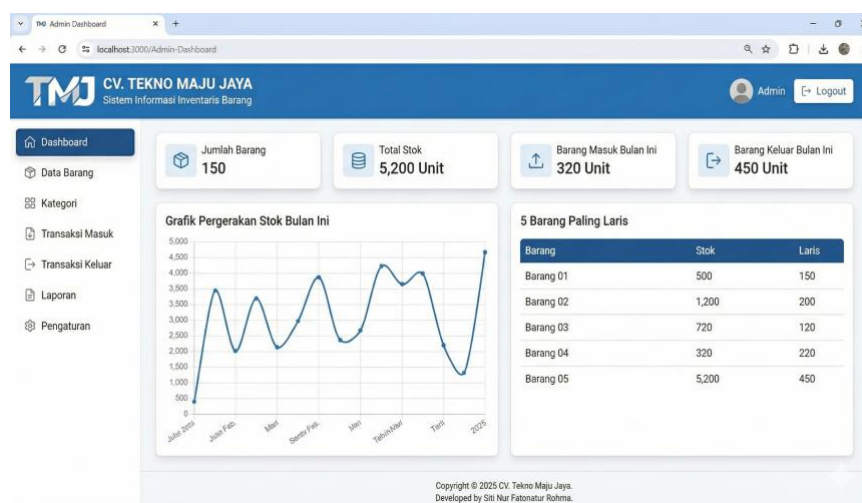 TMJ Admin Dashboard
localhost:3000/Admin-Dashboard
TMJ
CV. TEKNO MAJU JAYA
Sistem Informasi Inventaris Barang
Admin
Logout
Dashboard
Data Barang
Kategori
Transaksi Masuk
Transaksi Keluar
Laporan
Pengaturan
Jumlah Barang
150
Total Stok
5,200 Unit
Barang Masuk Bulan Ini
320 Unit
Barang Keluar Bulan Ini
450 Unit
Grafik Pergerakan Stok Bulan Ini
5,000
4,500
4,000
3,500
3,000
2,500
2,000
1,500
1,000
500
0
June Feb.
Mari
Mari
2025
5 Barang Paling Laris
Barang Stok Laris
Barang 01 500 150
Barang 02 1,200 200
Barang 03 720 120
Barang 04 320 220
Barang 05 5,200 450
Copyright © 2025 CV. Tekno Maju Jaya.
Developed by Siti Nur Fatonatur Rohma.